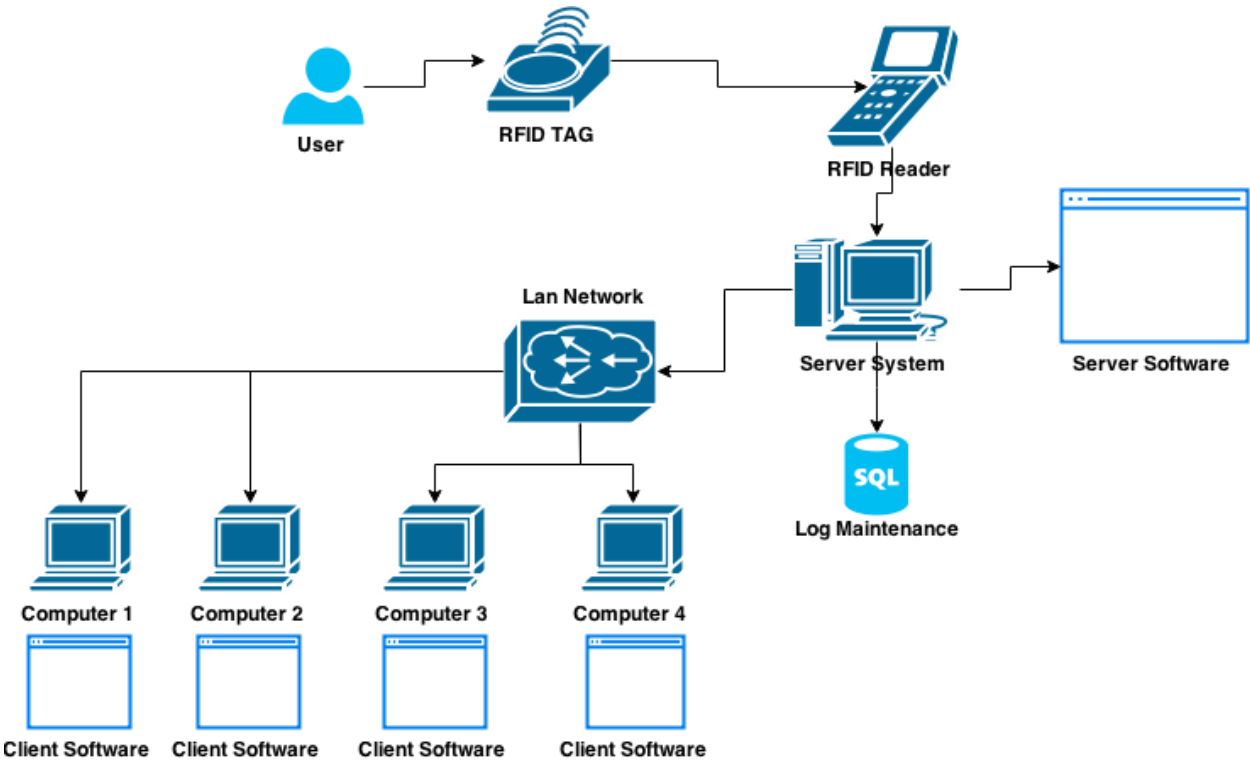 User
RFID TAG
RFID Reader
Lan Network
Server System
Server Software
SQL
Log Maintenance
Computer 1
Computer 2
Computer 3
Computer 4
Client Software
Client Software
Client Software
Client Software